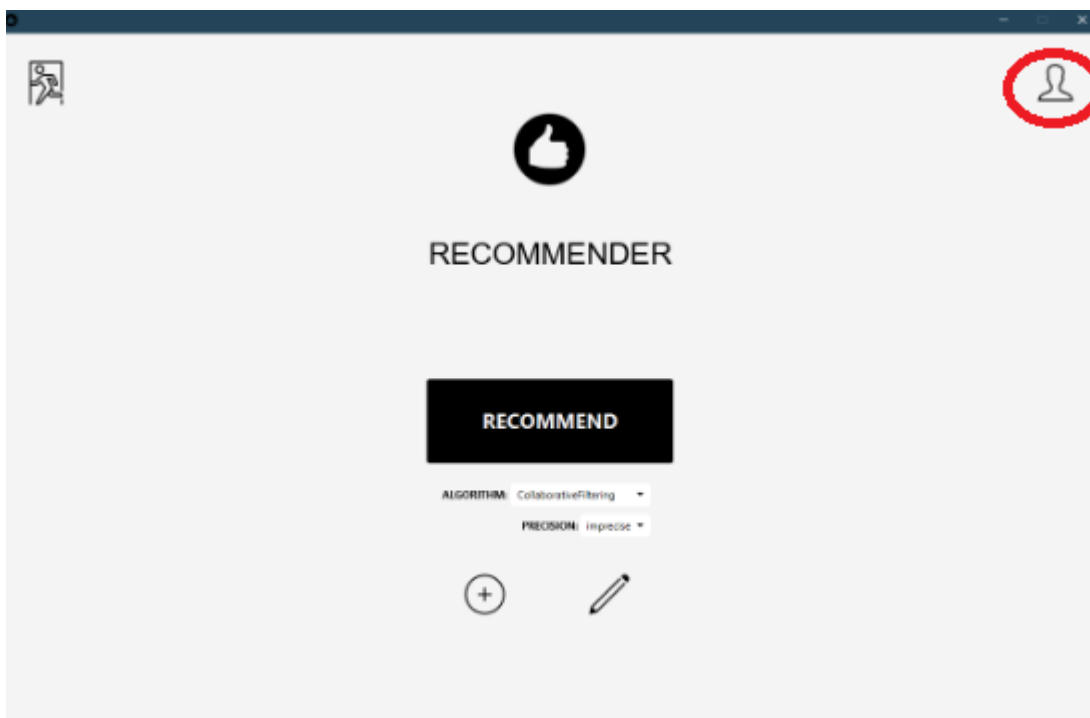 RECOMMENDER
RECOMMEND
ALGORITHM: CollaborativeFiltering
PRECISION: imprecise